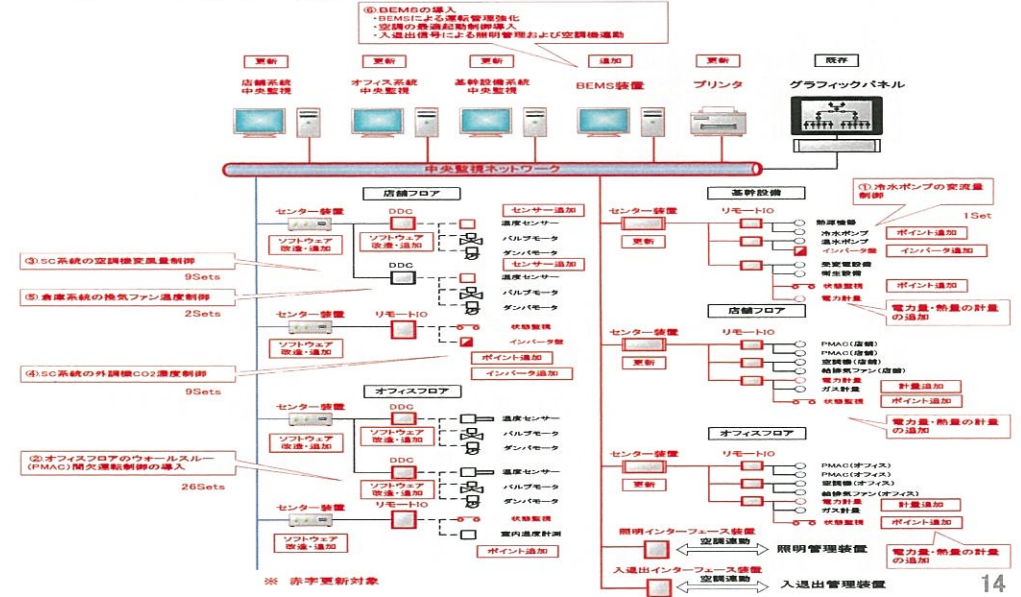 ⑥.BEMSの導入
・BEMSによる運転管理強化
・空調の最適起動制御導入
・入退出信号による照明管理および空調機連動
更新
更新
更新
追加
更新
既存
店舗系統
中央監視
オフィス系統
中央監視
基幹設備系統
中央監視
BEMS装置
プリンタ
グラフィックパネル
中央監視ネットワーク
店舗フロア
センター装置
DDC
センサー追加
ソフトウェア
改造・追加
ソフトウェア
改造・追加
温度センサー
バルブモータ
ダンパモータ
DDC
センサー追加
温度センサー
バルブモータ
ダンパモータ
③.SC系統の空調機変風量制御
9Sets
⑤.倉庫系統の換気ファン温度制御
2Sets
センター装置
リモートIO
ソフトウェア
改造・追加
状態監視
インバータ盤
ポイント追加
インバータ追加
④.SC系統の外調機CO2濃度制御
9Sets
オフィスフロア
センター装置
DDC
ソフトウェア
改造・追加
ソフトウェア
改造・追加
温度センサー
バルブモータ
ダンパモータ
DDC
ソフトウェア
改造・追加
温度センサー
バルブモータ
ダンパモータ
②.オフィスフロアのウォールスルー
(PMAC)間欠運転制御の導入
26Sets
センター装置
リモートIO
ソフトウェア
改造・追加
状態監視
室内温度計測
ポイント追加
※ 赤字更新対象
基幹設備
①.冷水ポンプの変流量
制御
1Set
センター装置
リモートIO
更新
熱源機器
冷水ポンプ
温水ポンプ
インバータ盤
ポイント追加
インバータ追加
受変電設備
衛生設備
状態監視
電力計量
ポイント追加
電力量・熱量の計量
の追加
店舗フロア
センター装置
リモートIO
更新
PMAC(店舗)
PMAC(店舗)
空調機(店舗)
給排気ファン(店舗)
電力計量
ガス計量
状態監視
計量追加
ポイント追加
電力量・熱量の計量
の追加
オフィスフロア
センター装置
リモートIO
更新
PMAC(オフィス)
PMAC(オフィス)
空調機(オフィス)
給排気ファン(オフィス)
電力計量
ガス計量
状態監視
計量追加
ポイント追加
電力量・熱量の計量
の追加
照明インターフェース装置
空調連動
照明管理装置
入退出インターフェース装置
空調連動
入退出管理装置
14